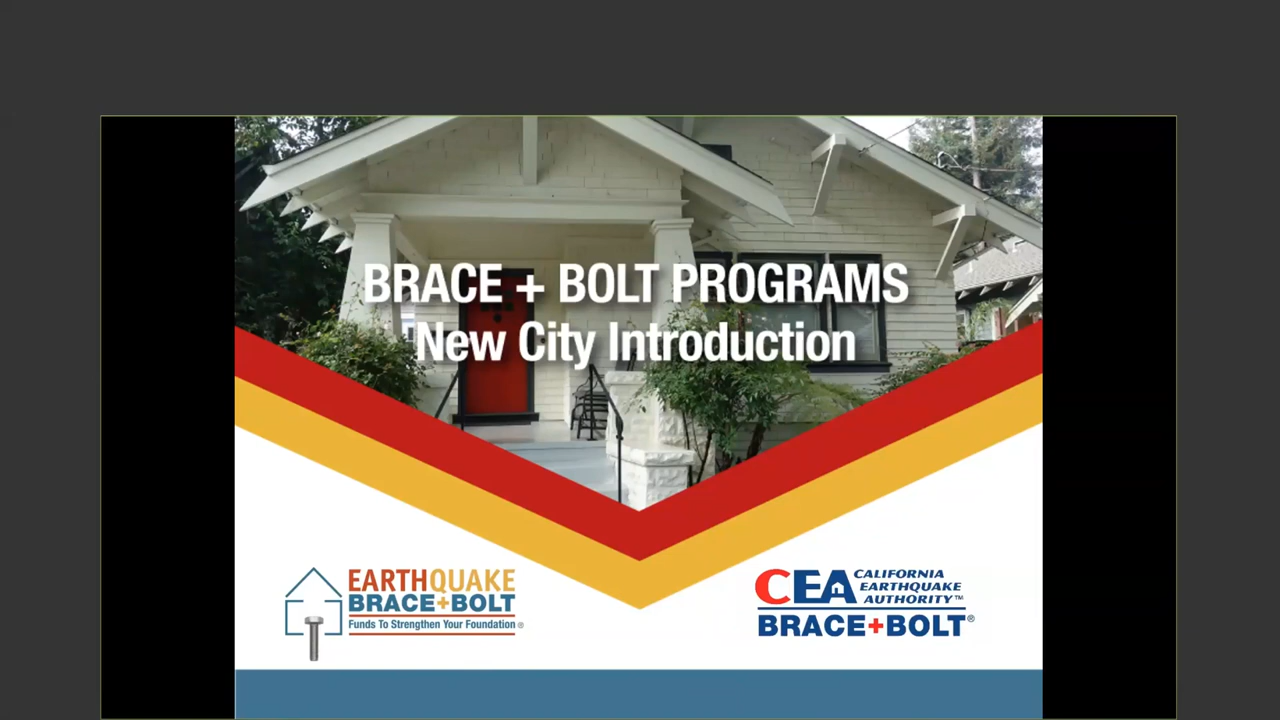 BRACE + BOLT PROGRAMS
New City Introduction
EARTHQUAKE
BRACE+BOLT
Funds To Strengthen Your Foundation®
CEA CALIFORNIA
EARTHQUAKE
AUTHORITY™
BRACE+BOLT®